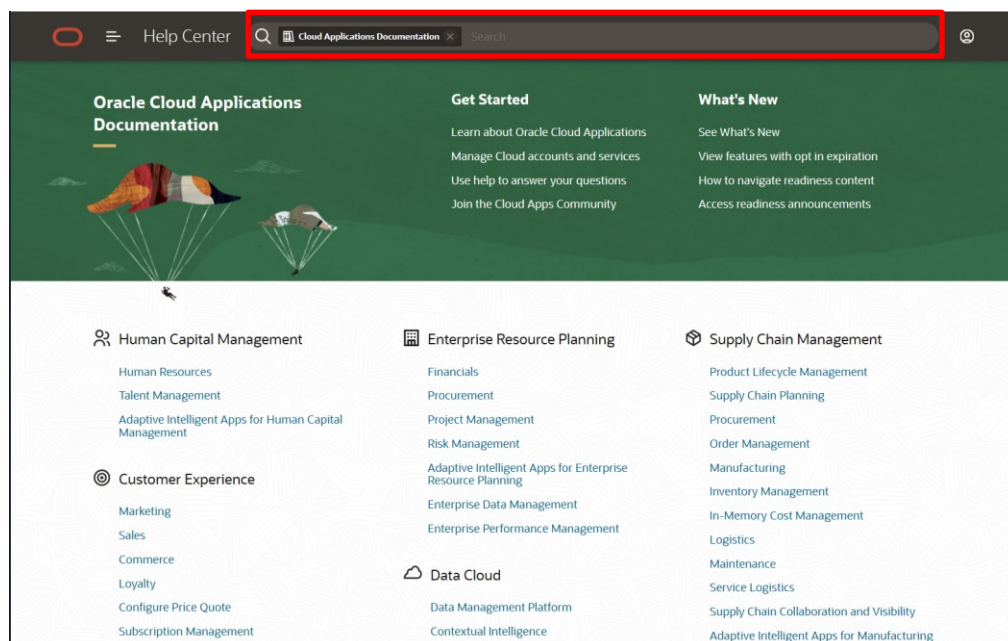 Help Center
Cloud Applications Documentation
Search
Oracle Cloud Applications
Documentation
Get Started
Learn about Oracle Cloud Applications
Manage Cloud accounts and services
Use help to answer your questions
Join the Cloud Apps Community
What's New
See What's New
View features with opt in expiration
How to navigate readiness content
Access readiness announcements
Human Capital Management
Human Resources
Talent Management
Adaptive Intelligent Apps for Human Capital
Management
Customer Experience
Marketing
Sales
Commerce
Loyalty
Configure Price Quote
Subscription Management
Enterprise Resource Planning
Financials
Procurement
Project Management
Risk Management
Adaptive Intelligent Apps for Enterprise
Resource Planning
Enterprise Data Management
Enterprise Performance Management
Data Cloud
Data Management Platform
Contextual Intelligence
Supply Chain Management
Product Lifecycle Management
Supply Chain Planning
Procurement
Order Management
Manufacturing
Inventory Management
In-Memory Cost Management
Logistics
Maintenance
Service Logistics
Supply Chain Collaboration and Visibility
Adaptive Intelligent Apps for Manufacturing